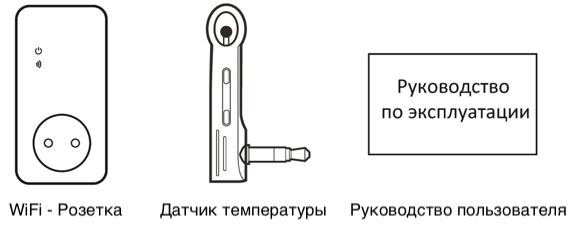 Руководство
по эксплуатации
WiFi - Розетка
Датчик температуры
Руководство пользователя